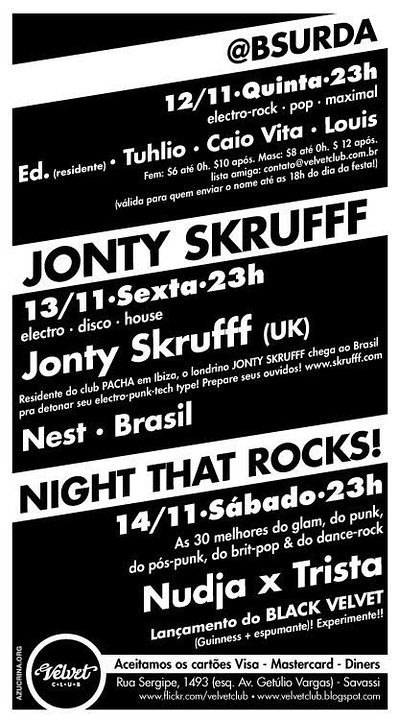 @BSURDA
12/11•Quinta•23h
electro-rock • pop • maximal
Ed. (residente) • Tuhlio • Caio Vita • Louis
Fem: $6 até 0h. $10 após. Masc: $8 até 0h. $ 12 após.
lista amiga: contato@velvetclub.com.br
(válida para quem enviar o nome até as 18h do dia da festa!)
JONTY SKRUFFF
13/11•Sexta•23h
electro • disco • house
Jonty Skrufff (UK)
Residente do club PACHA em Ibiza, o londrino JONTY SKRUFFF chega ao Brasil
pra detonar seu electro-punk-tech type! Prepare seus ouvidos! www.skrufff.com
Nest • Brasil
NIGHT THAT ROCKS!
14/11•Sábado•23h
As 30 melhores do glam, do punk,
do pós-punk, do brit-pop & do dance-rock
Nudja x Trista
Lançamento do BLACK VELVET
(Guinness + espumante)! Experimente!!
AZUCRINA.ORG
Velvet
CLUB
Aceitamos os cartões Visa - Mastercard - Diners
Rua Sergipe, 1493 (esq. Av. Getúlio Vargas) - Savassi
www.flickr.com/velvetclub • www.velvetclub.blogspot.com